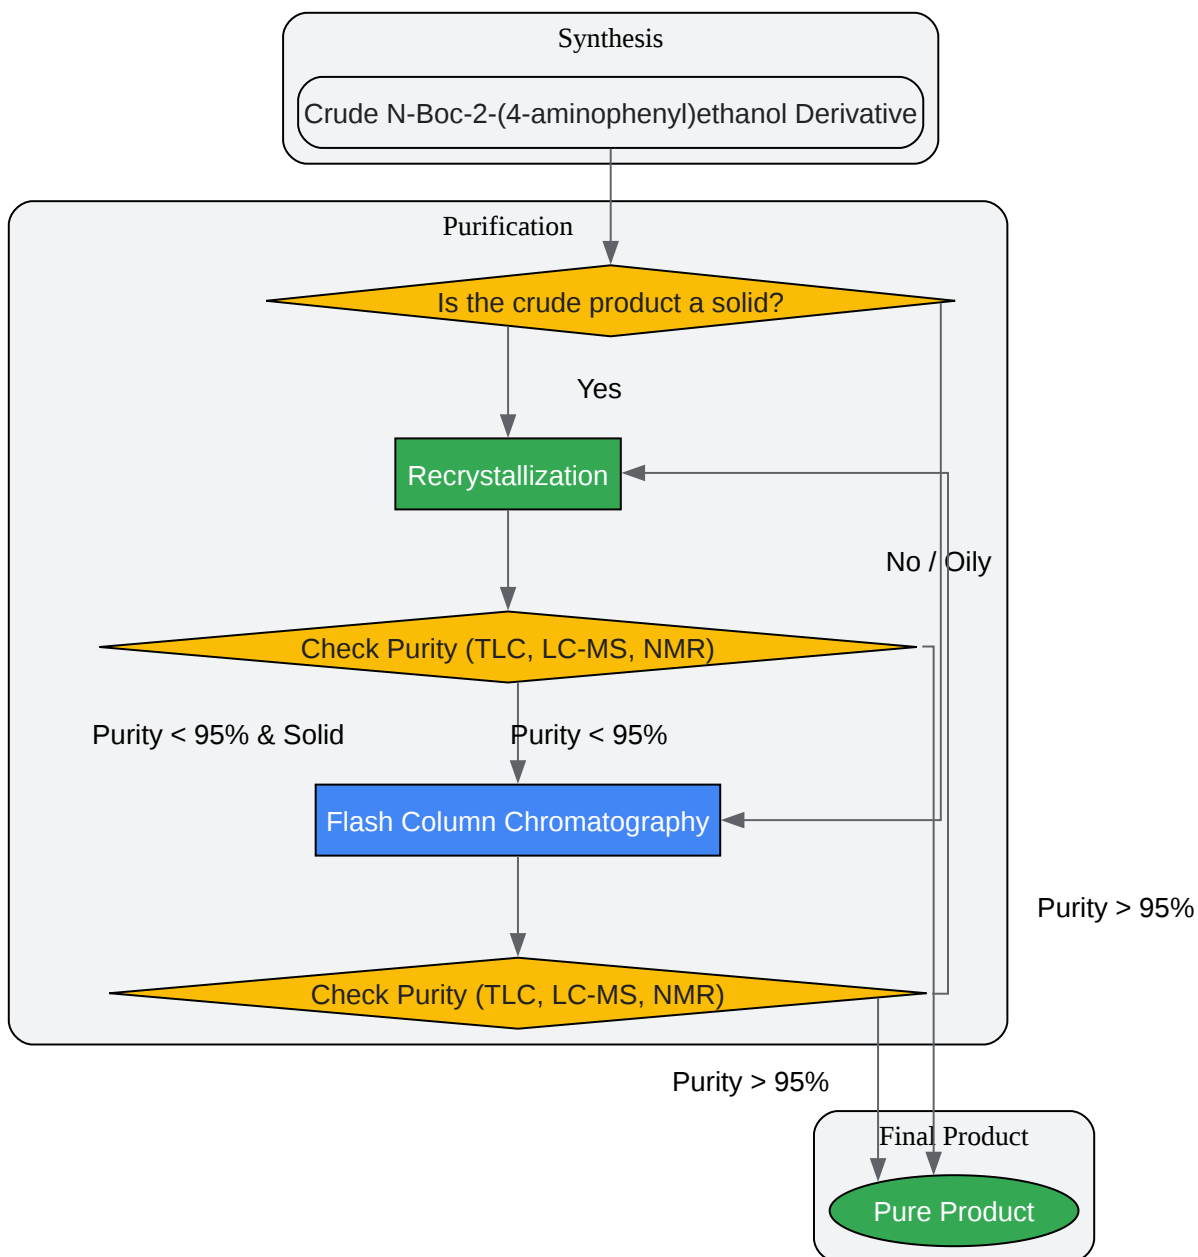 Synthesis
Crude N-Boc-2-(4-aminophenyl)ethanol Derivative
Purification
Is the crude product a solid?
Yes
Recrystallization
No / Oily
Check Purity (TLC, LC-MS, NMR)
Purity < 95% & Solid
Purity < 95%
Flash Column Chromatography
Purity > 95%
Check Purity (TLC, LC-MS, NMR)
Purity > 95%
Final Product
Pure Product